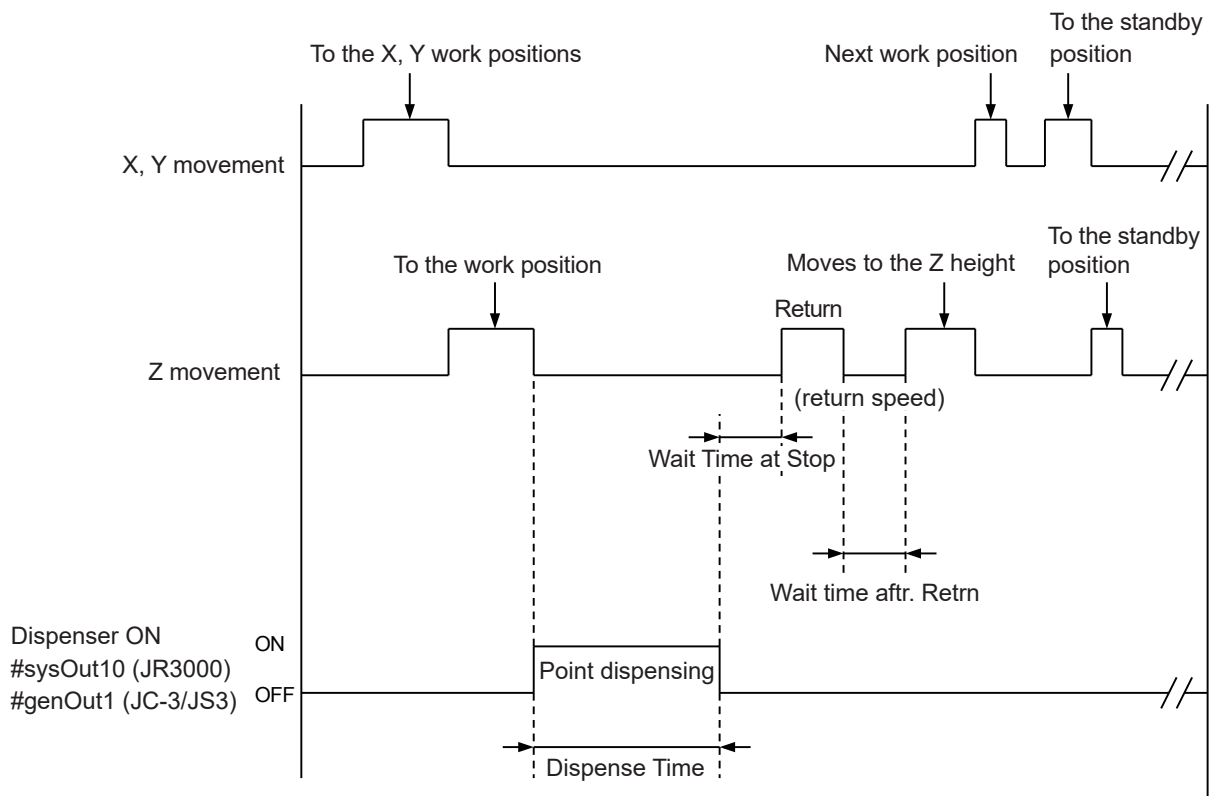 To the standby
position
To the X, Y work positions
Next work position
X, Y movement
To the standby
position
To the work position
Moves to the Z height
Return
Z movement
(return speed)
Wait Time at Stop
Wait time aftr. Retrn
Dispenser ON
#sysOut10 (JR3000)
#genOut1 (JC-3/JS3)
ON
OFF
Point dispensing
Dispense Time